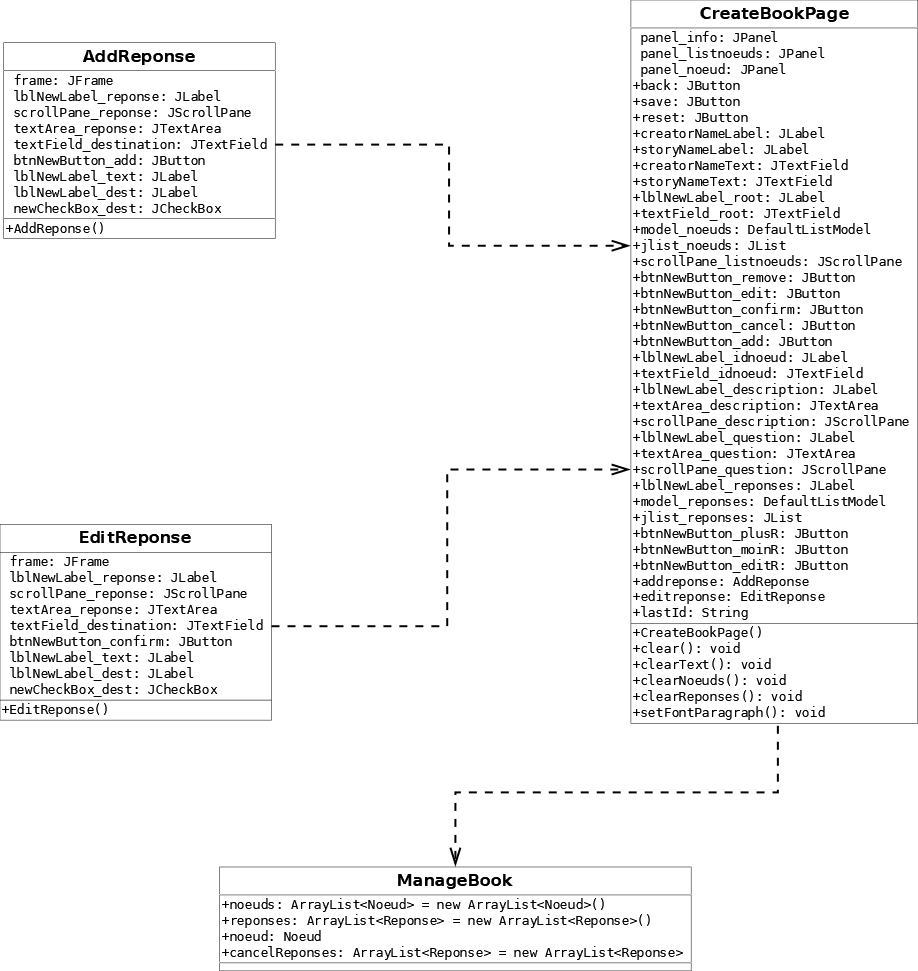 AddReponse
frame: JFrame
lblNewLabel_reponse: JLabel
scrollPane_reponse: JScrollPane
textArea_reponse: JTextArea
textField_destination: JTextField
btnNewButton_add: JButton
lblNewLabel_text: JLabel
lblNewLabel_dest: JLabel
newCheckBox_dest: JCheckBox
+AddReponse()
CreateBookPage
panel_info: JPanel
panel_listnoeuds: JPanel
panel_noeud: JPanel
+back: JButton
+save: JButton
+reset: JButton
+creatorNameLabel: JLabel
+storyNameLabel: JLabel
+creatorNameText: JTextField
+storyNameText: JTextField
+lblNewLabel_root: JLabel
+textField_root: JTextField
+model_noeuds: DefaultListModel
+jlist_noeuds: JList
+scrollPane_listnoeuds: JScrollPane
+btnNewButton_remove: JButton
+btnNewButton_edit: JButton
+btnNewButton_confirm: JButton
+btnNewButton_cancel: JButton
+btnNewButton_add: JButton
+lblNewLabel_idnoeud: JLabel
+textField_idnoeud: JTextField
+lblNewLabel_description: JLabel
+textArea_description: JTextArea
+scrollPane_description: JScrollPane
+lblNewLabel_question: JLabel
+textArea_question: JTextArea
+scrollPane_question: JScrollPane
+lblNewLabel_reponses: JLabel
+model_reponses: DefaultListModel
+jlist_reponses: JList
+btnNewButton_plusR: JButton
+btnNewButton_moinR: JButton
+btnNewButton_editR: JButton
+addreponse: AddReponse
+editreponse: EditReponse
+lastId: String
+CreateBookPage()
+clear(): void
+clearText(): void
+clearNoeuds(): void
+clearReponses(): void
+setFontParagraph(): void
EditReponse
frame: JFrame
lblNewLabel_reponse: JLabel
scrollPane_reponse: JScrollPane
textArea_reponse: JTextArea
textField_destination: JTextField
btnNewButton_confirm: JButton
lblNewLabel_text: JLabel
lblNewLabel_dest: JLabel
newCheckBox_dest: JCheckBox
+EditReponse()
ManageBook
+noeuds: ArrayList<Noeud> = new ArrayList<Noeud>()
+reponses: ArrayList<Reponse> = new ArrayList<Reponse>()
+noeud: Noeud
+cancelReponses: ArrayList<Reponse> = new ArrayList<Reponse>